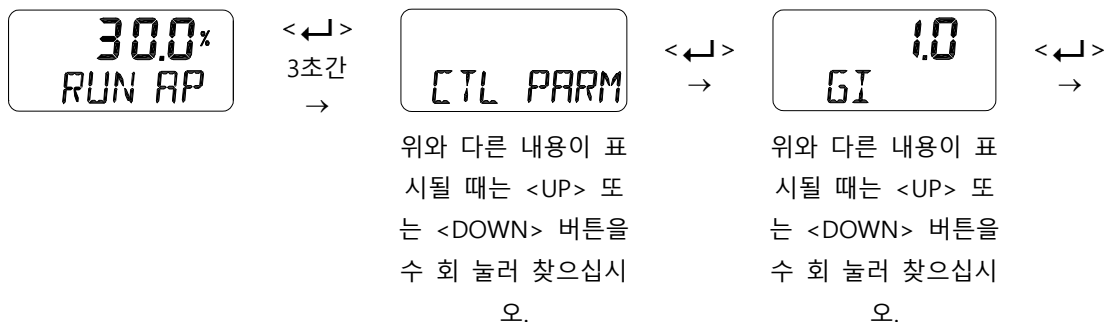 30.0%
RUN AP
<↵>
3초간
→
CTL PARM
<↵>
→
1.0
GI
<↵>
→
위와 다른 내용이 표
시될 때는 <UP> 또
는 <DOWN> 버튼을
수 회 눌러 찾으십시
오.
위와 다른 내용이 표
시될 때는 <UP> 또
는 <DOWN> 버튼을
수 회 눌러 찾으십시
오.